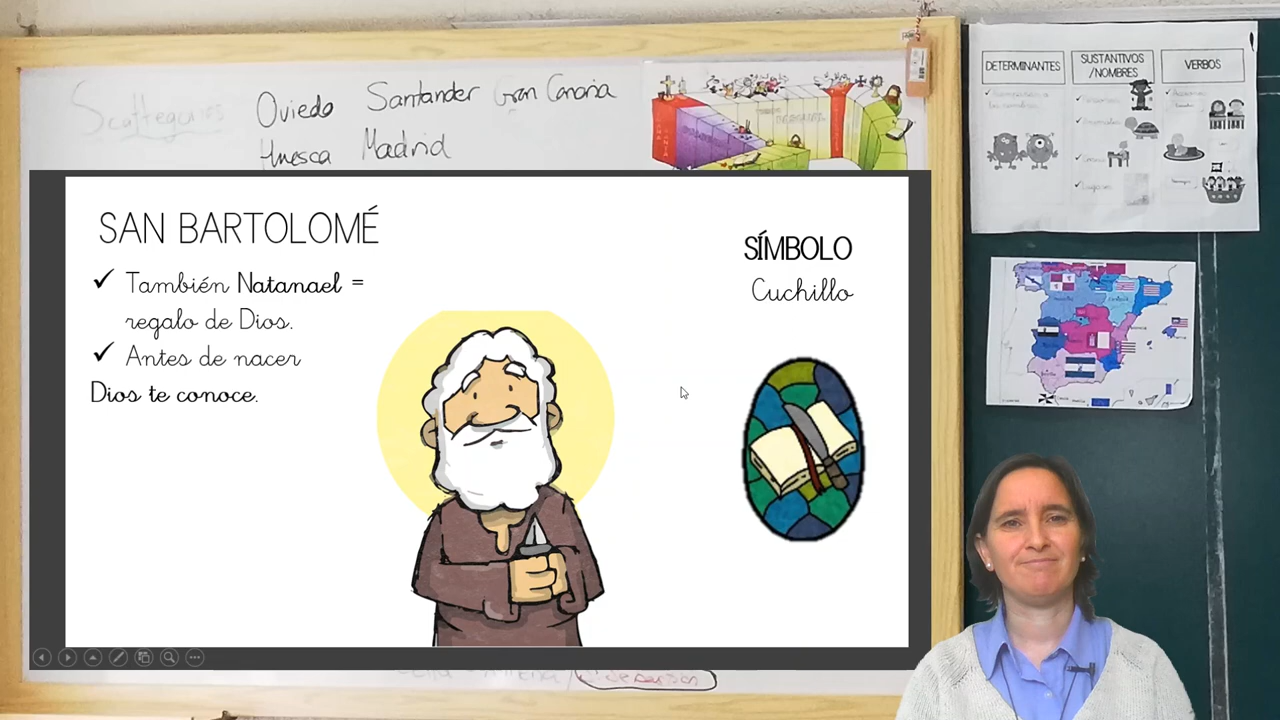 Oviedo Santander Gran Canaria
Huesca Madrid
DETERMINANTES
SUSTANTIVOS
/NOMBRES
VERBOS
SAN BARTOLOMÉ
✓ También Natanael =
regalo de Dios.
✓ Antes de nacer
Dios te conoce.
SÍMBOLO
Cuchillo